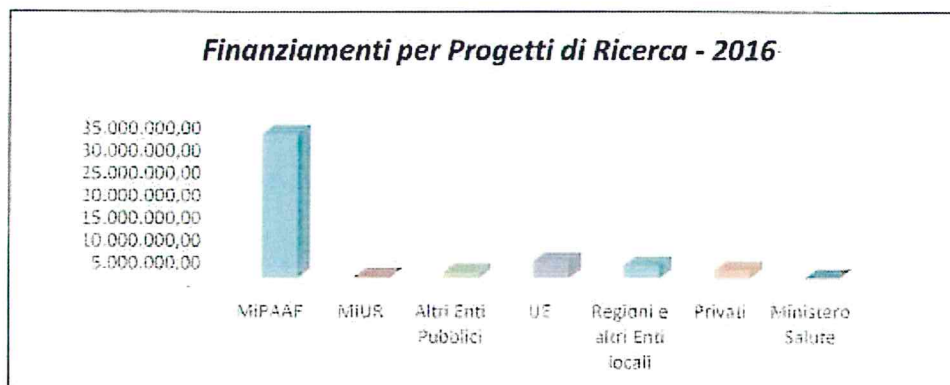 Finanziamenti per Progetti di Ricerca - 2016
35.000.000,00
30.000.000,00
25.000.000,00
20.000.000,00
15.000.000,00
10.000.000,00
5.000.000,00
-
MiPAAF
MiUR
Altri Enti
Pubblici
UE
Regioni e
altri Enti
locali
Privati
Ministero
Salute